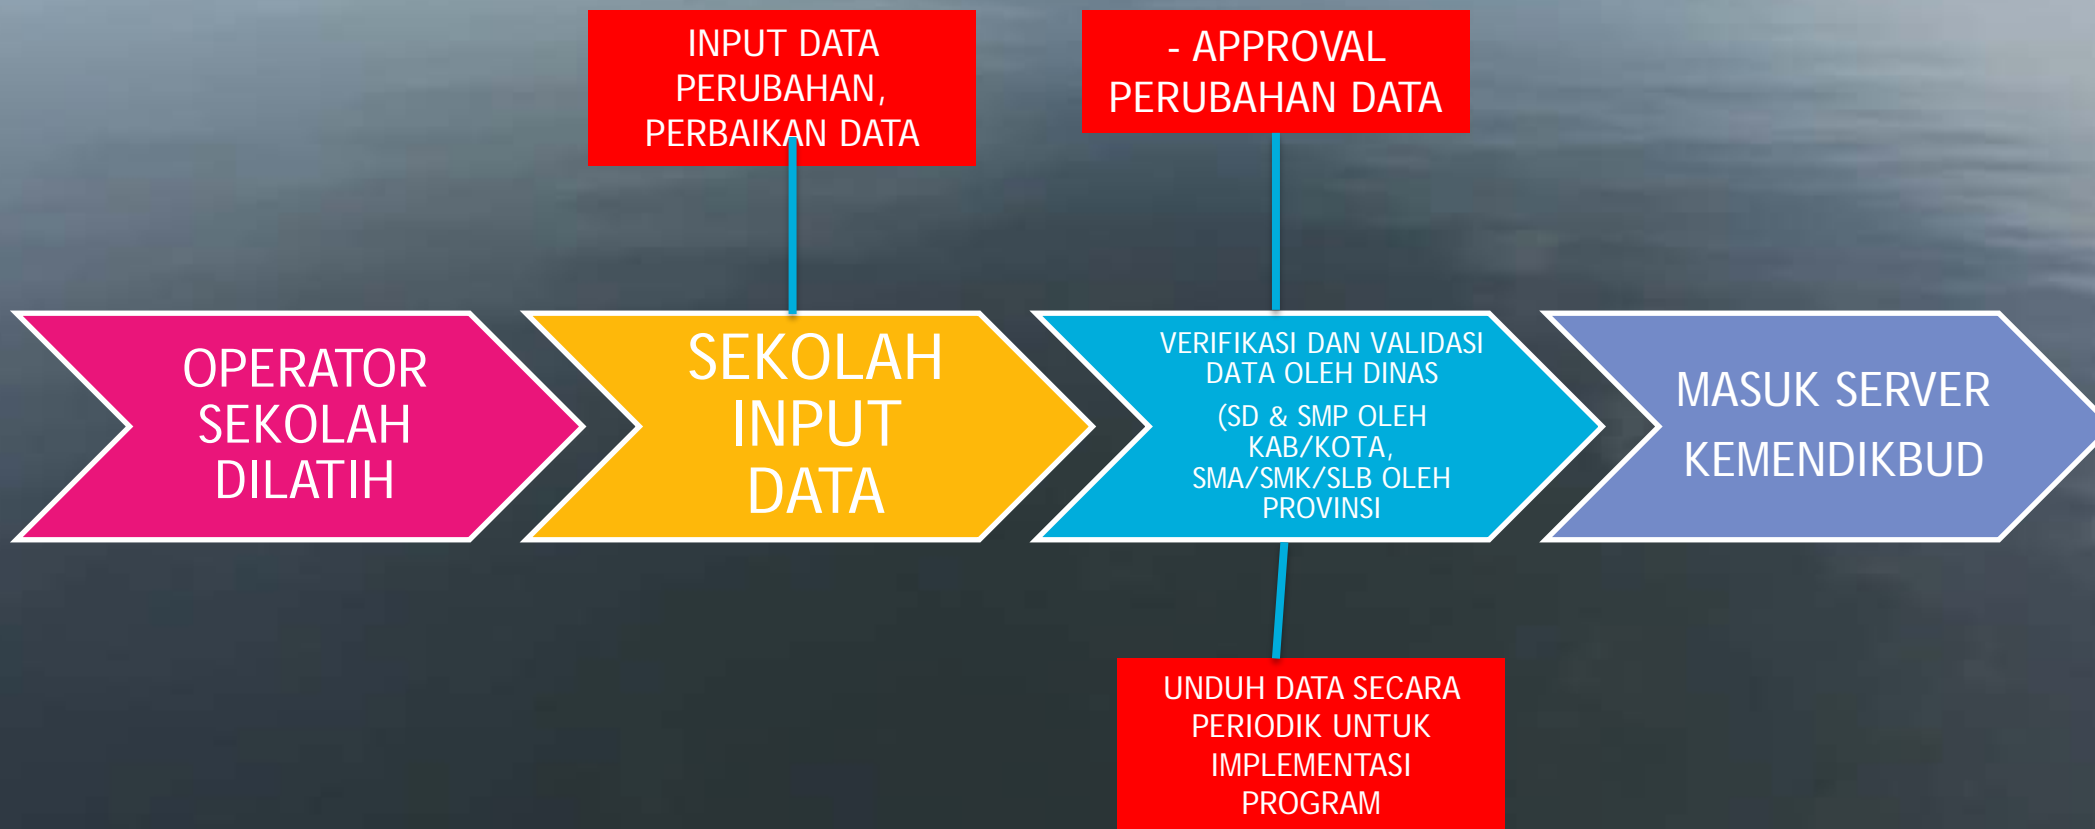 INPUT DATA
PERUBAHAN,
PERBAIKAN DATA
- APPROVAL
PERUBAHAN DATA
OPERATOR
SEKOLAH
DILATIH
SEKOLAH
INPUT
DATA
VERIFIKASI DAN VALIDASI
DATA OLEH DINAS
(SD & SMP OLEH
KAB/KOTA,
SMA/SMK/SLB OLEH
PROVINSI
MASUK SERVER
KEMENDIKBUD
UNDUH DATA SECARA
PERIODIK UNTUK
IMPLEMENTASI
PROGRAM